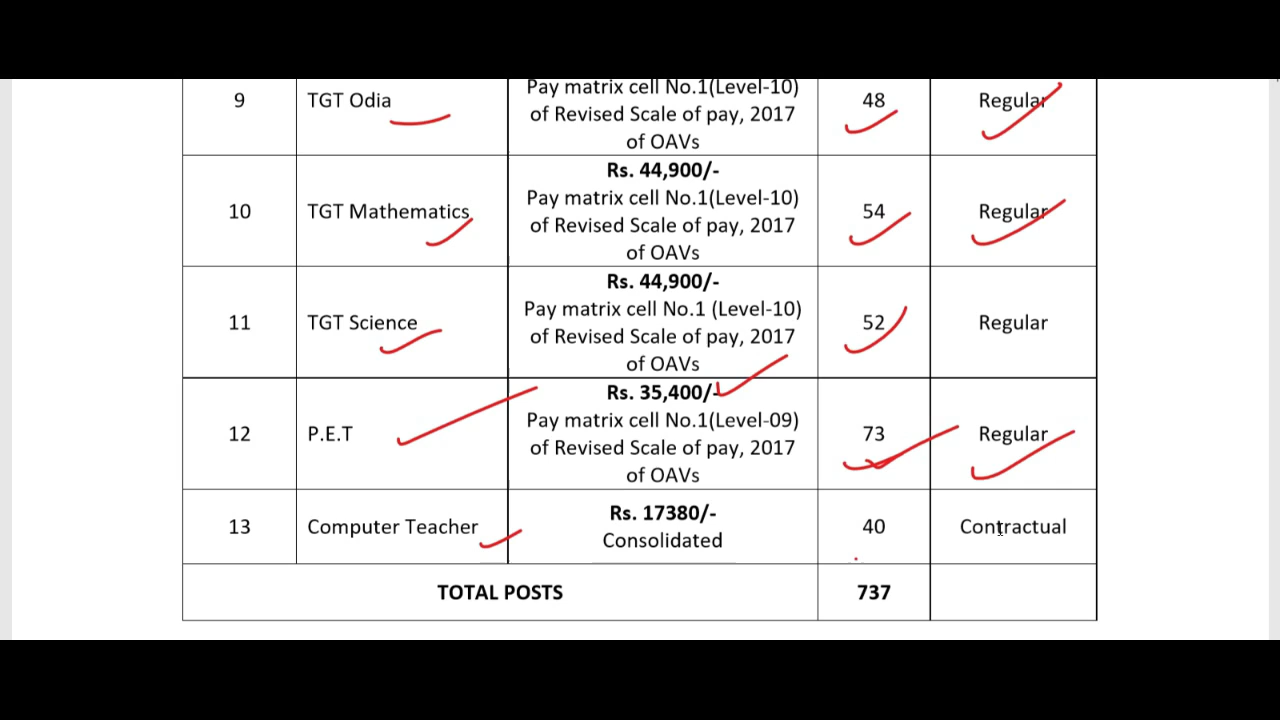 9 TGT Odia Pay matrix cell No.1(Level-10) 48 Regular
of Revised Scale of pay, 2017
of OAVs
Rs. 44,900/-
10 TGT Mathematics Pay matrix cell No.1(Level-10) 54 Regular
of Revised Scale of pay, 2017
of OAVs
Rs. 44,900/-
11 TGT Science Pay matrix cell No.1 (Level-10) 52 Regular
of Revised Scale of pay, 2017
of OAVs
Rs. 35,400/-
12 P.E.T Pay matrix cell No.1(Level-09) 73 Regular
of Revised Scale of pay, 2017
of OAVs
13 Computer Teacher Rs. 17380/- 40 Contractual
Consolidated
TOTAL POSTS 737